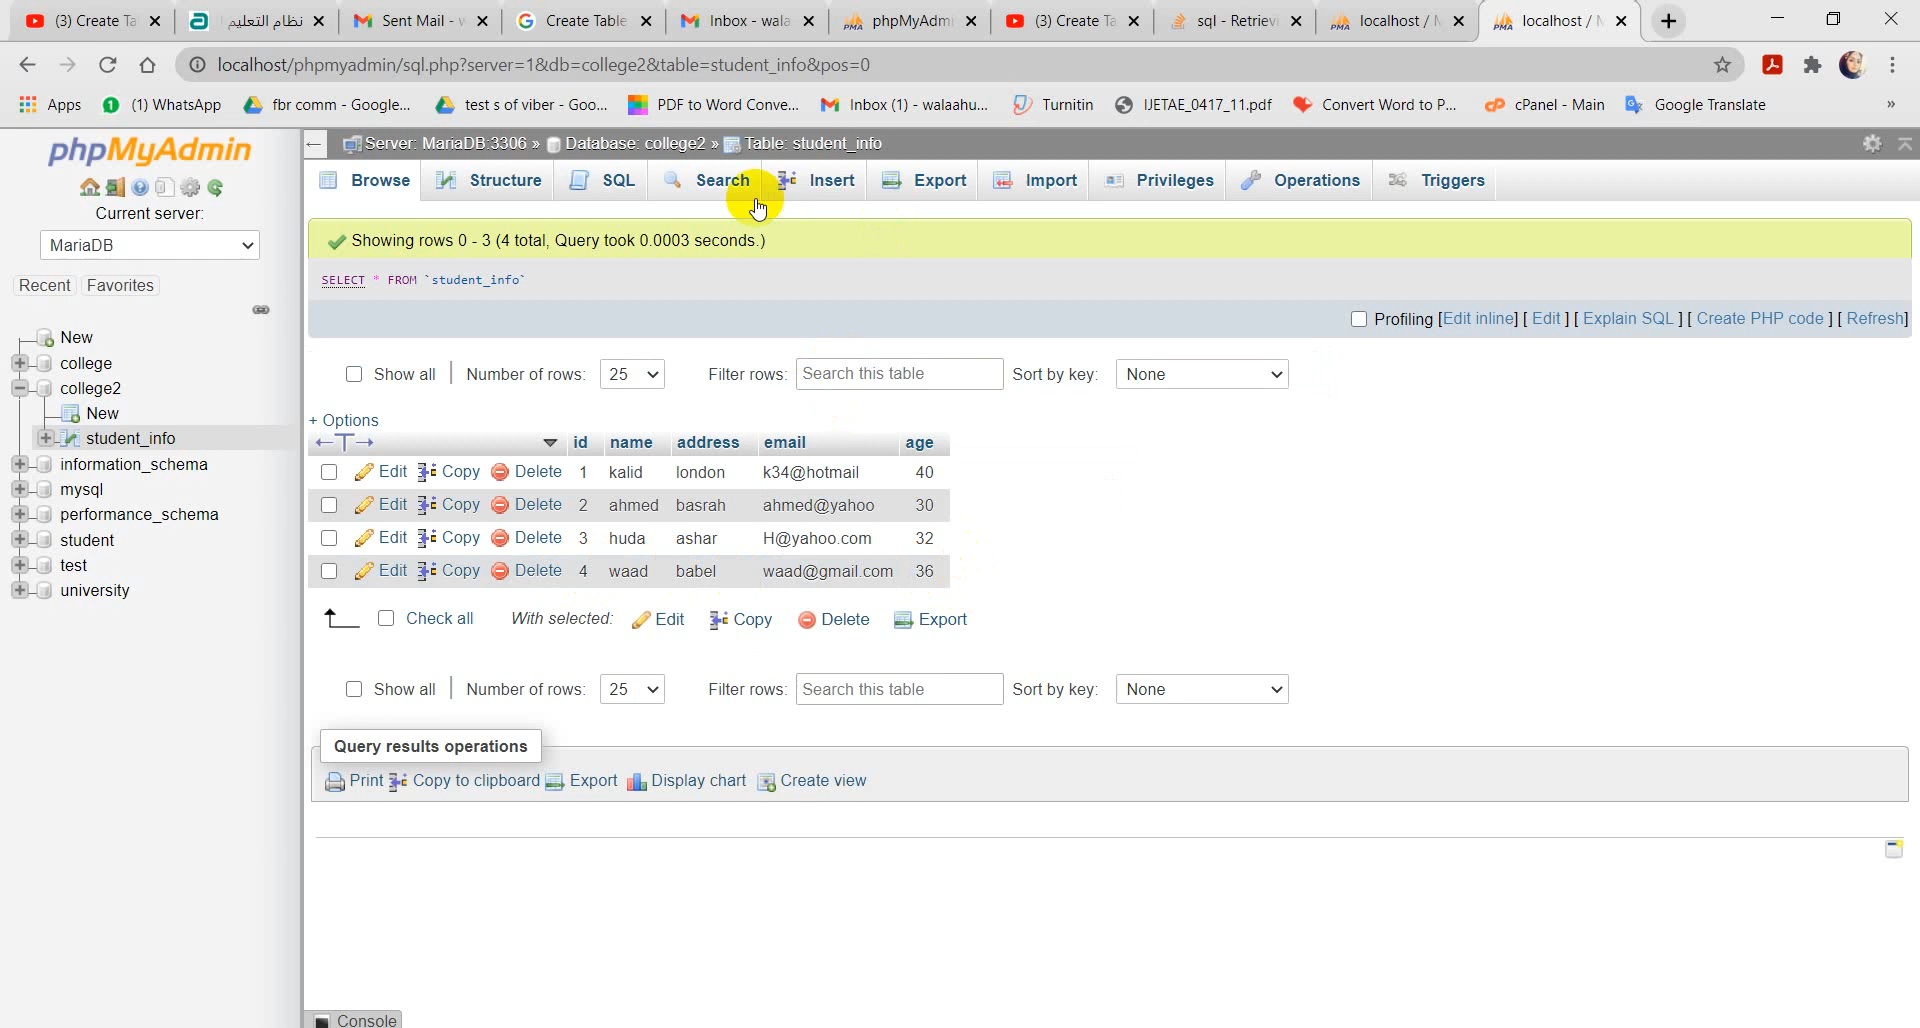 (3) Create Ta
نظام التعليم
Sent Mail - w
Create Table
Inbox - wala
phpMyAdmi
(3) Create Ta
sql - Retriev
localhost / M
localhost /
localhost/phpmyadmin/sql.php?server=1&db=college2&table=student_info&pos=0
Apps
(1) WhatsApp
fbr comm - Google...
test s of viber - Goo...
PDF to Word Conve...
Inbox (1) - walaahu...
Turnitin
IJETAE_0417_11.pdf
Convert Word to P...
cPanel - Main
Google Translate
»
phpMyAdmin
Current server:
MariaDB
Recent Favorites
New
college
college2
New
student_info
information_schema
mysql
performance_schema
student
test
university
Server: MariaDB:3306 » Database: college2 » Table: student_info
Browse Structure SQL Search Insert Export Import Privileges Operations Triggers
Showing rows 0 - 3 (4 total, Query took 0.0003 seconds.)
SELECT * FROM `student_info`
Profiling [Edit inline] [ Edit ] [ Explain SQL ] [ Create PHP code ] [ Refresh]
Show all Number of rows: 25 Filter rows: Search this table Sort by key: None
+ Options
←T→ id name address email age
Edit Copy Delete 1 kalid london k34@hotmail 40
Edit Copy Delete 2 ahmed basrah ahmed@yahoo 30
Edit Copy Delete 3 huda ashar H@yahoo.com 32
Edit Copy Delete 4 waad babel waad@gmail.com 36
Check all With selected: Edit Copy Delete Export
Show all Number of rows: 25 Filter rows: Search this table Sort by key: None
Query results operations
Print Copy to clipboard Export Display chart Create view
Console